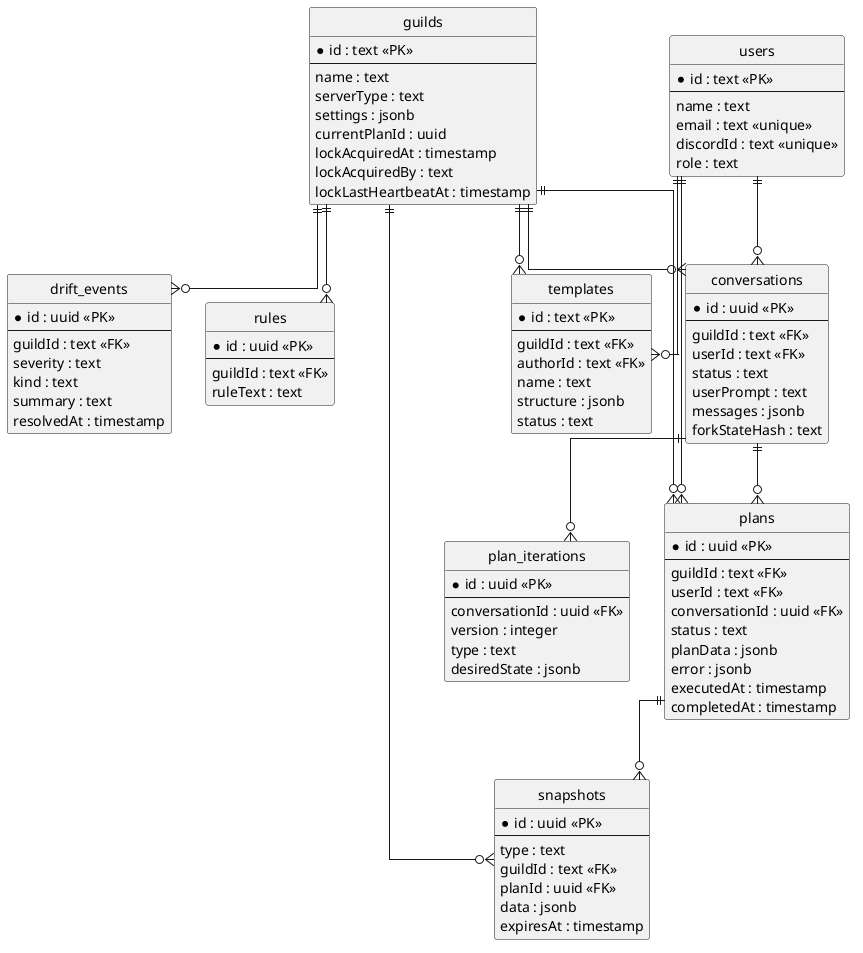 guilds
id : text «PK»
name : text
serverType : text
settings : jsonb
currentPlanId : uuid
lockAcquiredAt : timestamp
lockAcquiredBy : text
lockLastHeartbeatAt : timestamp
users
id : text «PK»
name : text
email : text «unique»
discordId : text «unique»
role : text
drift_events
id : uuid «PK»
guildId : text «FK»
severity : text
kind : text
summary : text
resolvedAt : timestamp
rules
id : uuid «PK»
guildId : text «FK»
ruleText : text
templates
id : text «PK»
guildId : text «FK»
authorId : text «FK»
name : text
structure : jsonb
status : text
conversations
id : uuid «PK»
guildId : text «FK»
userId : text «FK»
status : text
userPrompt : text
messages : jsonb
forkStateHash : text
plan_iterations
id : uuid «PK»
conversationId : uuid «FK»
version : integer
type : text
desiredState : jsonb
plans
id : uuid «PK»
guildId : text «FK»
userId : text «FK»
conversationId : uuid «FK»
status : text
planData : jsonb
error : jsonb
executedAt : timestamp
completedAt : timestamp
snapshots
id : uuid «PK»
type : text
guildId : text «FK»
planId : uuid «FK»
data : jsonb
expiresAt : timestamp